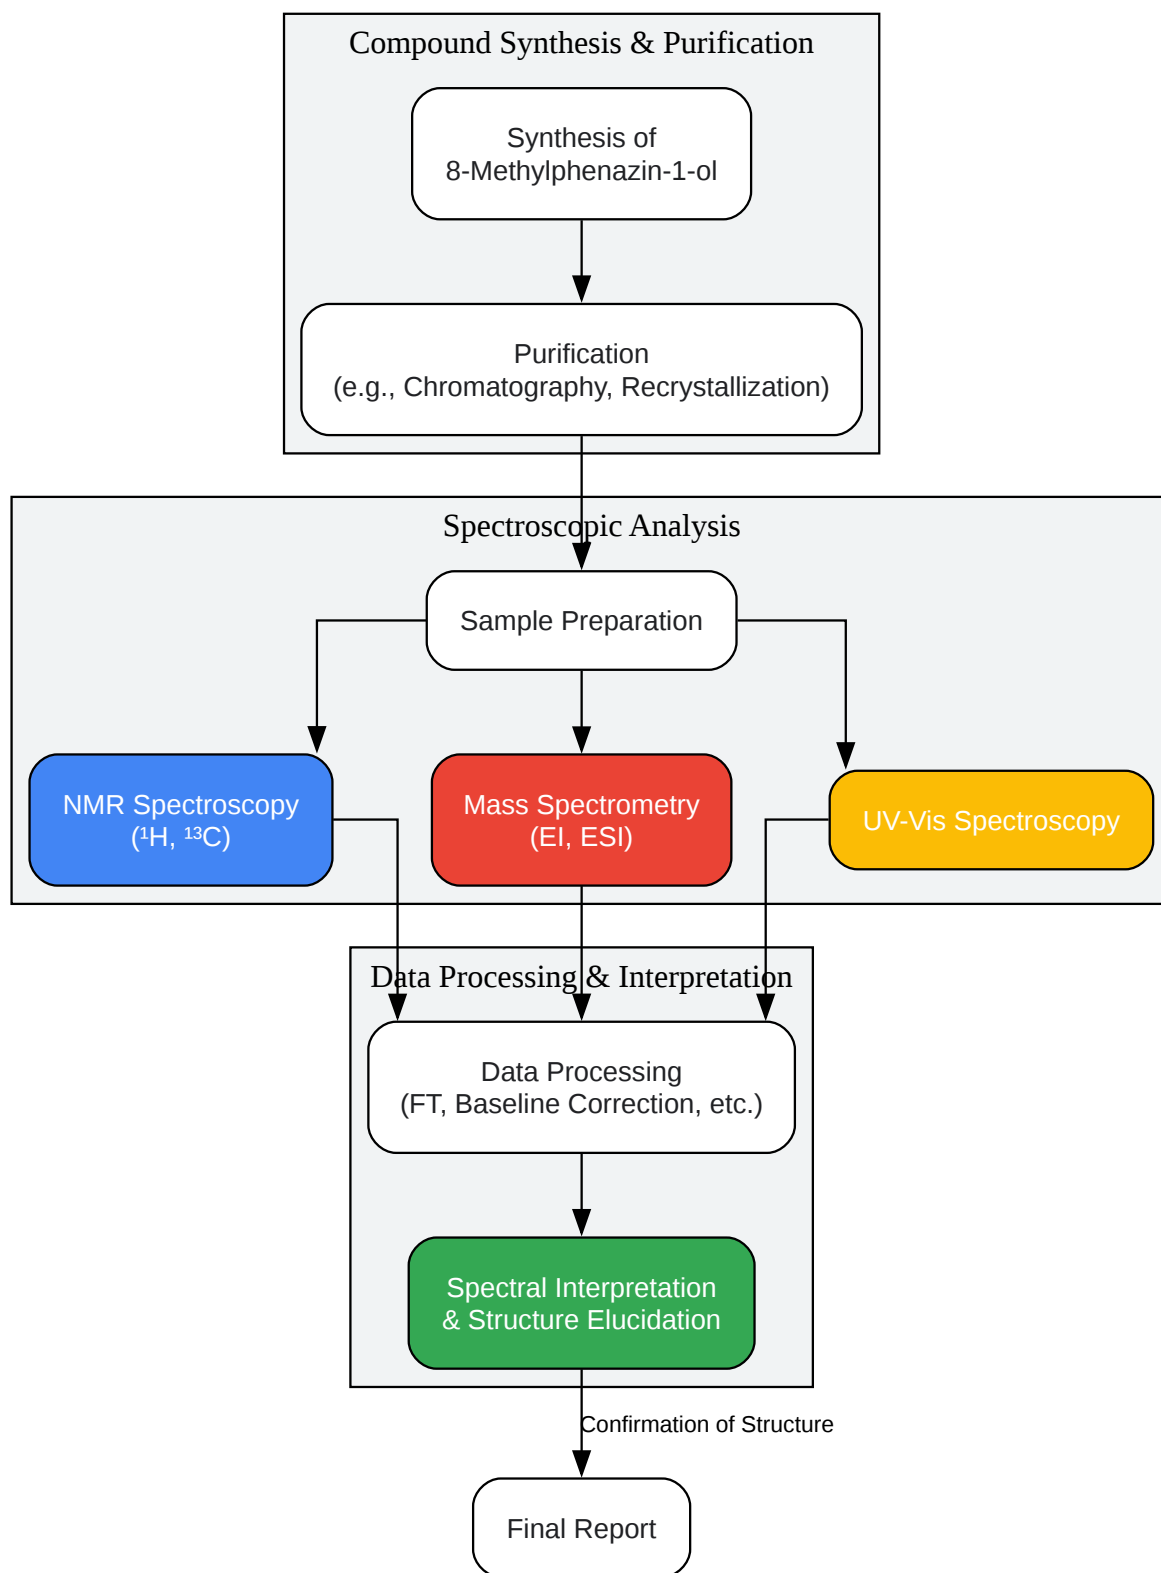 Compound Synthesis & Purification
Synthesis of
8-Methylphenazin-1-ol
Purification
(e.g., Chromatography, Recrystallization)
Spectroscopic Analysis
Sample Preparation
NMR Spectroscopy
(¹H, ¹³C)
Mass Spectrometry
(EI, ESI)
UV-Vis Spectroscopy
Data Processing & Interpretation
Data Processing
(FT, Baseline Correction, etc.)
Spectral Interpretation
& Structure Elucidation
Confirmation of Structure
Final Report